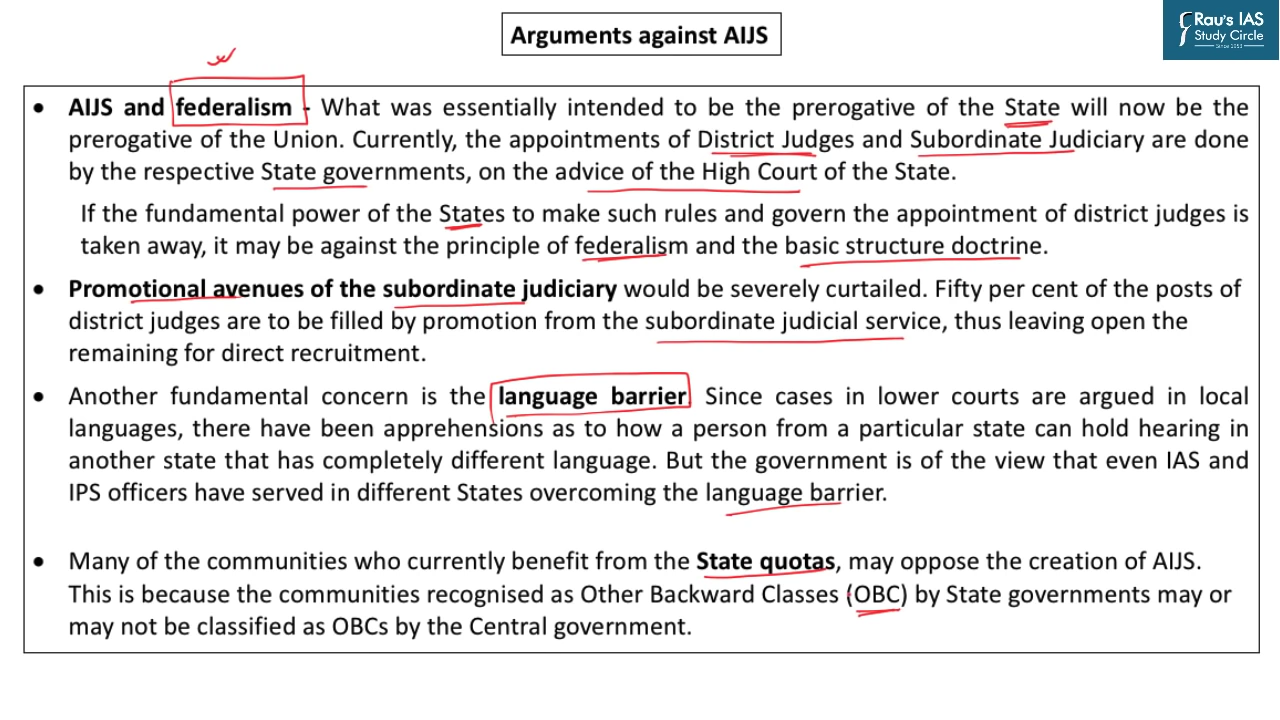 Arguments against AIJS
Rau's IAS
Study Circle
Since 1953
• AIJS and federalism - What was essentially intended to be the prerogative of the State will now be the
prerogative of the Union. Currently, the appointments of District Judges and Subordinate Judiciary are done
by the respective State governments, on the advice of the High Court of the State.
If the fundamental power of the States to make such rules and govern the appointment of district judges is
taken away, it may be against the principle of federalism and the basic structure doctrine.
• Promotional avenues of the subordinate judiciary would be severely curtailed. Fifty per cent of the posts of
district judges are to be filled by promotion from the subordinate judicial service, thus leaving open the
remaining for direct recruitment.
• Another fundamental concern is the language barrier. Since cases in lower courts are argued in local
languages, there have been apprehensions as to how a person from a particular state can hold hearing in
another state that has completely different language. But the government is of the view that even IAS and
IPS officers have served in different States overcoming the language barrier.
• Many of the communities who currently benefit from the State quotas, may oppose the creation of AIJS.
This is because the communities recognised as Other Backward Classes (OBC) by State governments may or
may not be classified as OBCs by the Central government.